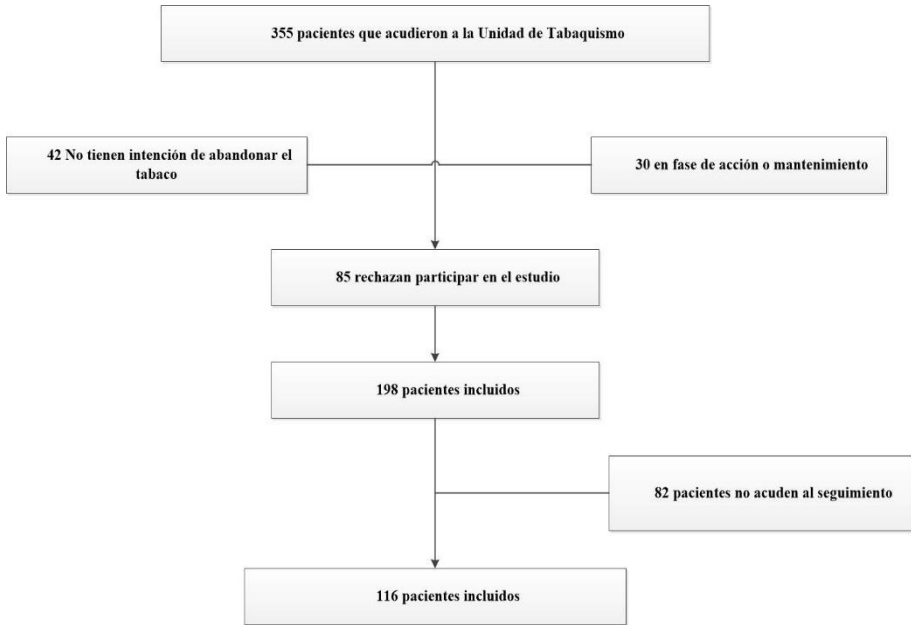 355 pacientes que acudieron a la Unidad de Tabaquismo
42 No tienen intención de abandonar el
tabaco
30 en fase de acción o mantenimiento
85 rechazan participar en el estudio
198 pacientes incluidos
82 pacientes no acuden al seguimiento
116 pacientes incluidos